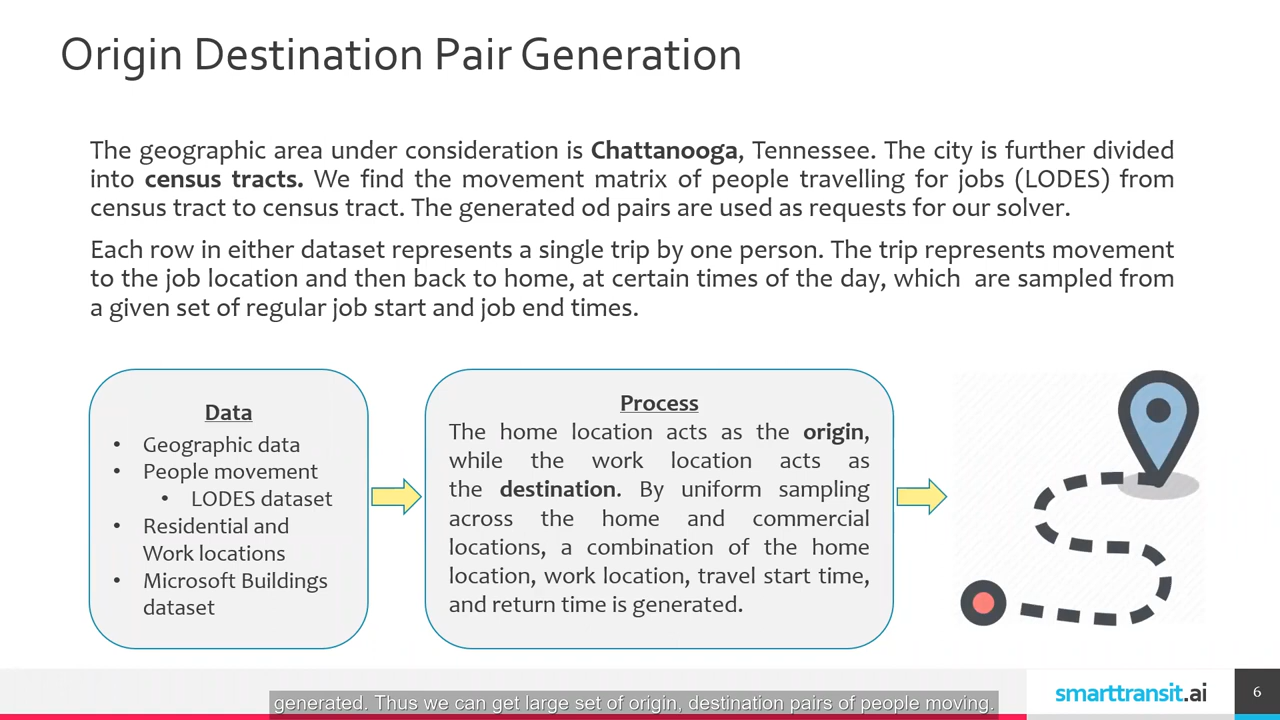 Origin Destination Pair Generation
The geographic area under consideration is Chattanooga, Tennessee. The city is further divided
into census tracts. We find the movement matrix of people travelling for jobs (LODES) from
census tract to census tract. The generated od pairs are used as requests for our solver.
Each row in either dataset represents a single trip by one person. The trip represents movement
to the job location and then back to home, at certain times of the day, which are sampled from
a given set of regular job start and job end times.
Data
• Geographic data
• People movement
• LODES dataset
• Residential and
Work locations
• Microsoft Buildings
dataset
Process
The home location acts as the origin,
while the work location acts as
the destination. By uniform sampling
across the home and commercial
locations, a combination of the home
location, work location, travel start time,
and return time is generated.
smarttransit.ai
6
generated. Thus we can get large set of origin, destination pairs of people moving.